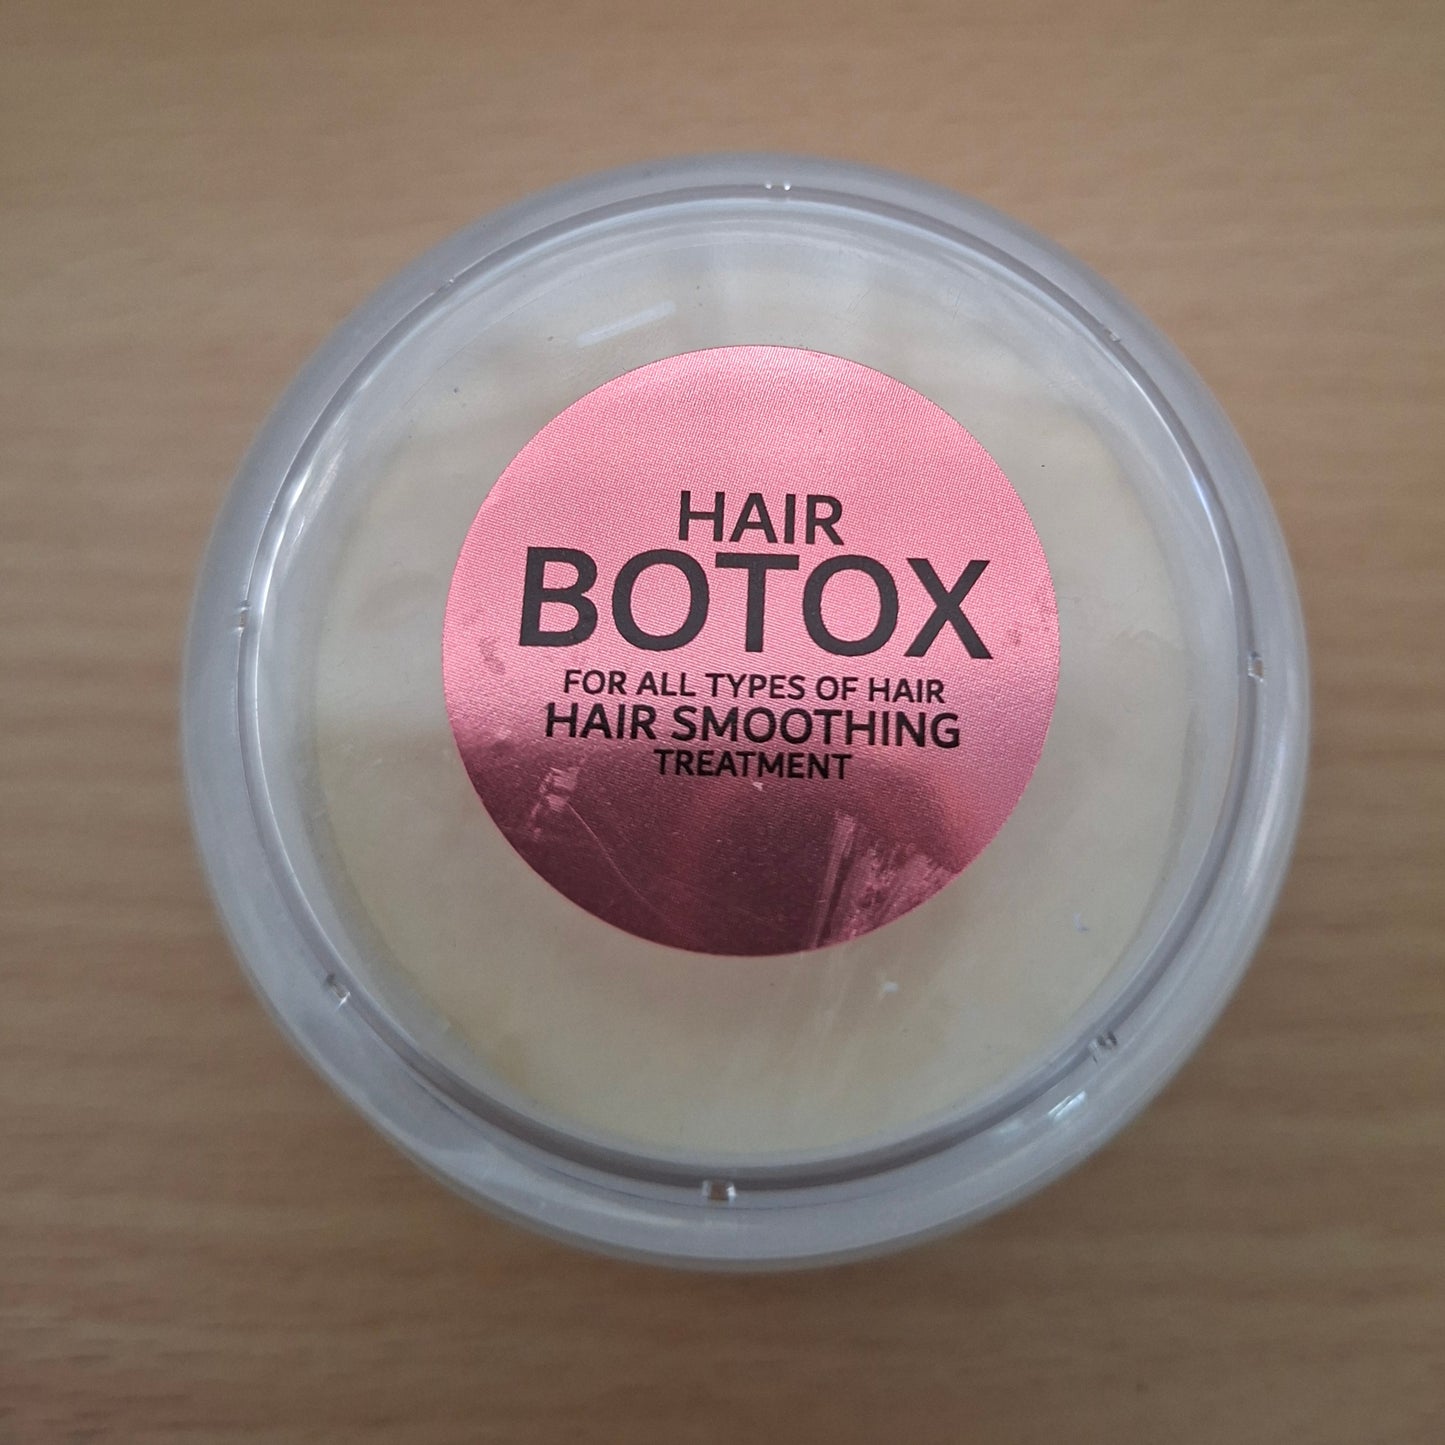 HAIR
BOTOX
FOR ALL TYPES OF HAIR
HAIR SMOOTHING
TREATMENT